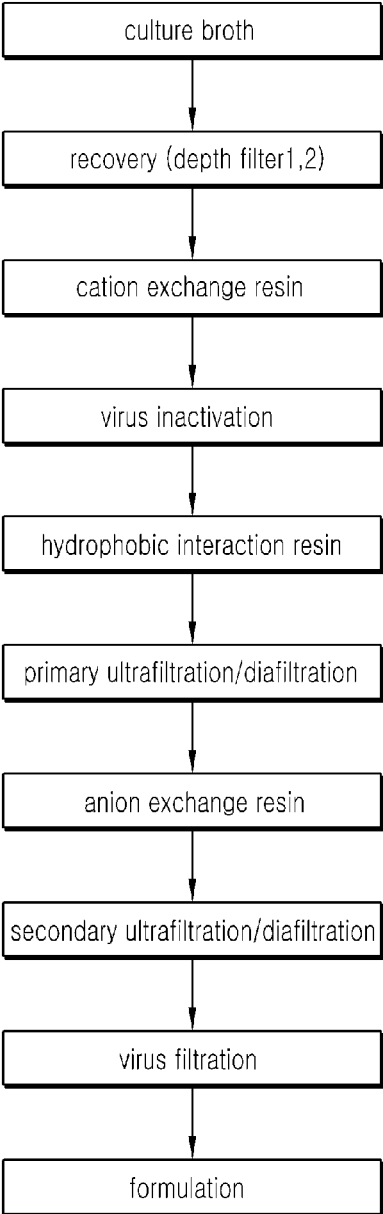 culture broth
recovery (depth filter1,2)
cation exchange resin
virus inactivation
hydrophobic interaction resin
primary ultrafiltration/diafiltration
anion exchange resin
secondary ultrafiltration/diafiltration
virus filtration
formulation